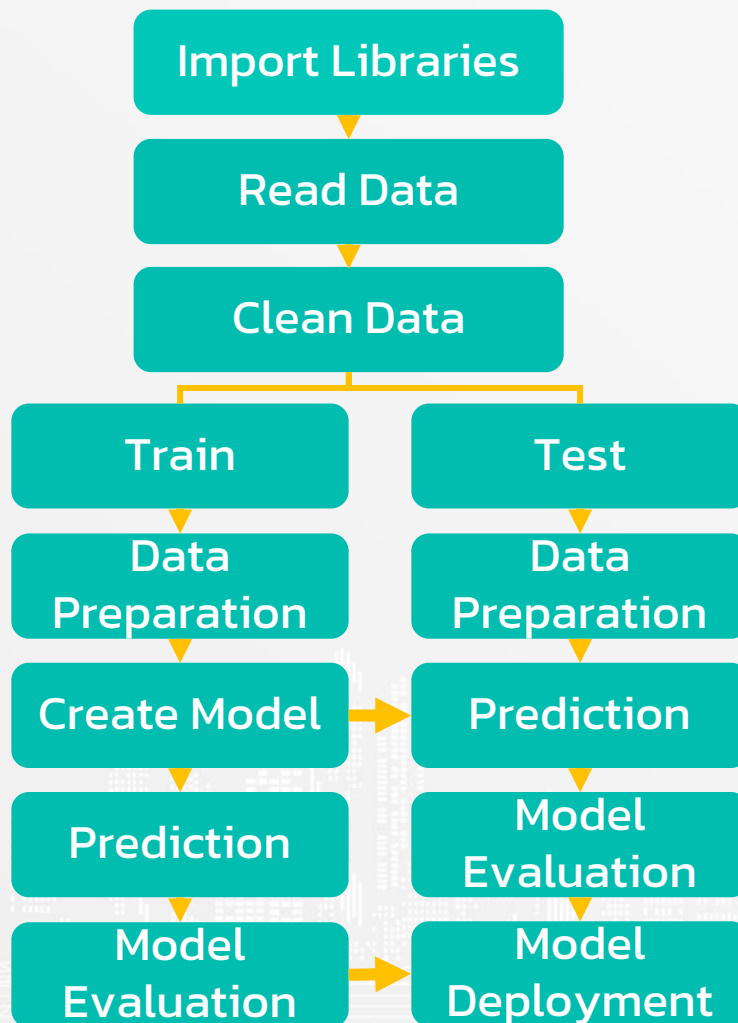 Import Libraries
Read Data
Clean Data
Train
Test
Data
Preparation
Data
Preparation
Create Model
Prediction
Prediction
Model
Evaluation
Model
Evaluation
Model
Deployment